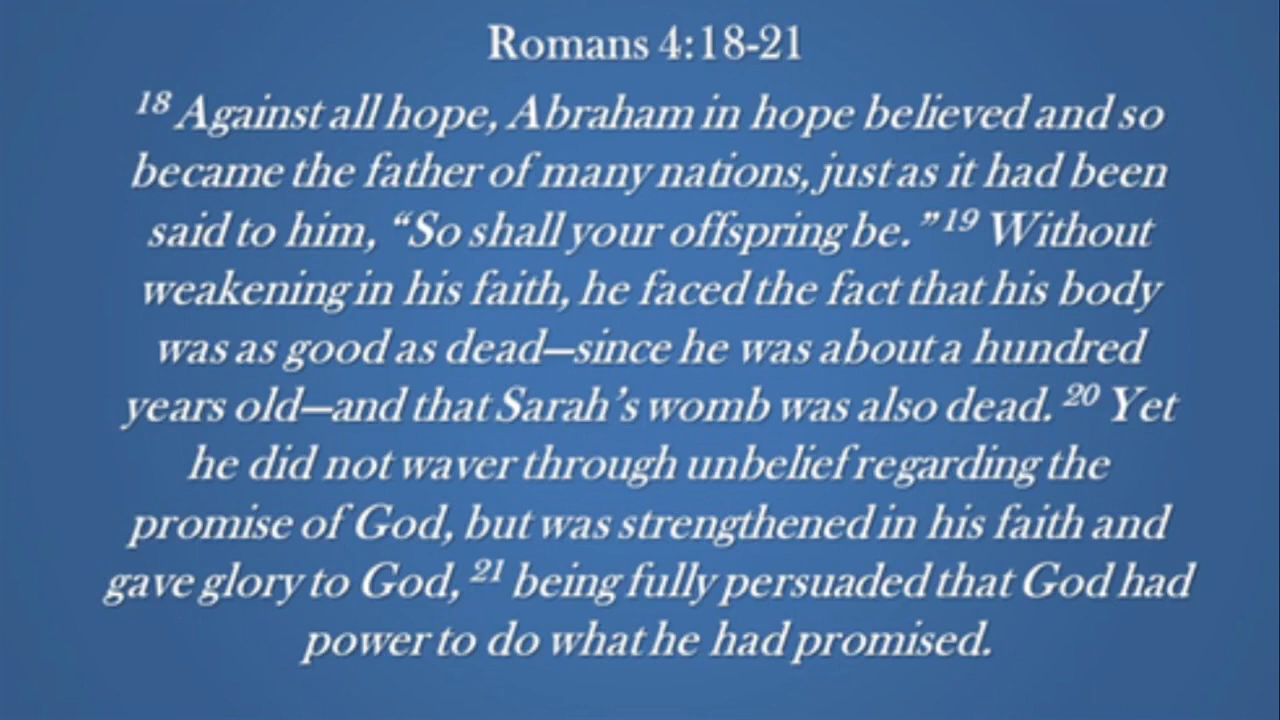 Romans 4:18-21
18 Against all hope, Abraham in hope believed and so
became the father of many nations, just as it had been
said to him, “So shall your offspring be.” 19 Without
weakening in his faith, he faced the fact that his body
was as good as dead—since he was about a hundred
years old—and that Sarah’s womb was also dead. 20 Yet
he did not waver through unbelief regarding the
promise of God, but was strengthened in his faith and
gave glory to God, 21 being fully persuaded that God had
power to do what he had promised.